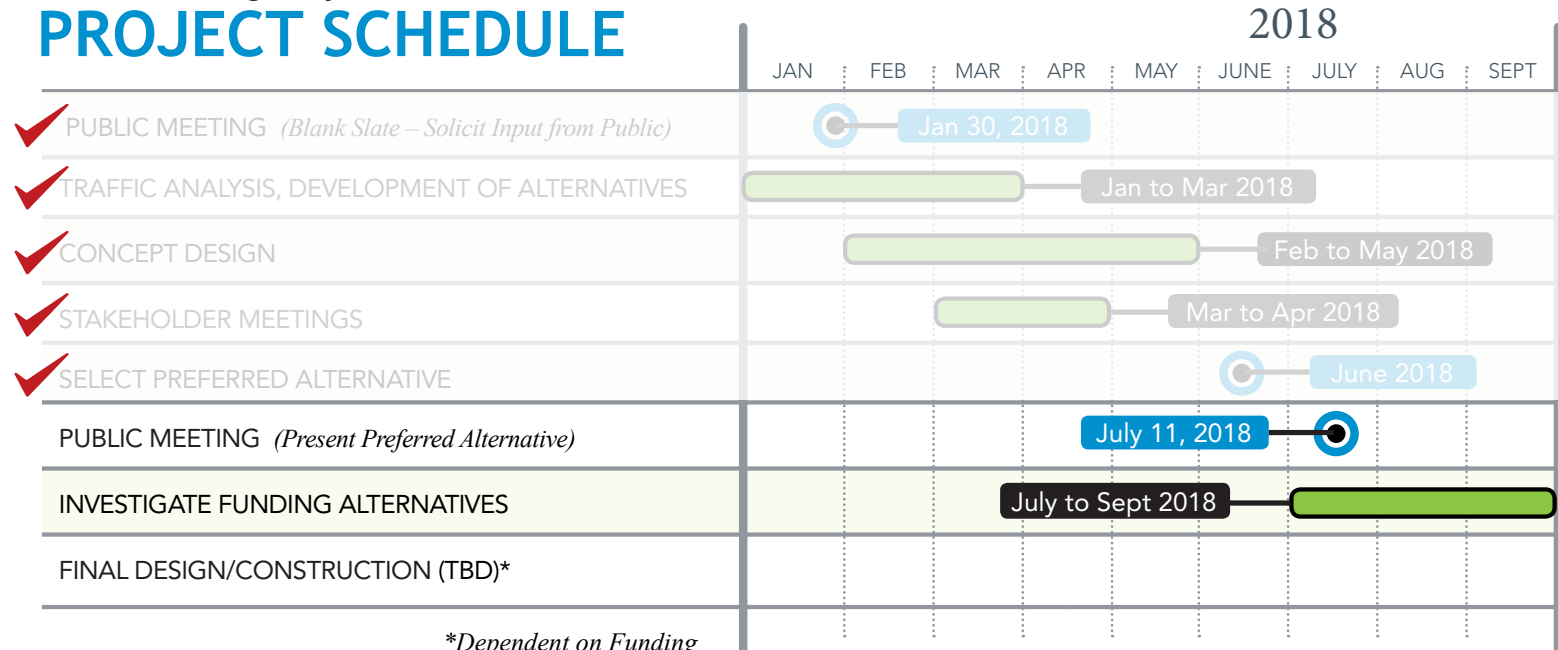 PROJECT SCHEDULE
2018
JAN FEB MAR APR MAY JUNE JULY AUG SEPT
PUBLIC MEETING (Blank Slate – Solicit Input from Public) Jan 30, 2018
TRAFFIC ANALYSIS, DEVELOPMENT OF ALTERNATIVES Jan to Mar 2018
CONCEPT DESIGN Feb to May 2018
STAKEHOLDER MEETINGS Mar to Apr 2018
SELECT PREFERRED ALTERNATIVE June 2018
PUBLIC MEETING (Present Preferred Alternative) July 11, 2018
INVESTIGATE FUNDING ALTERNATIVES July to Sept 2018
FINAL DESIGN/CONSTRUCTION (TBD)*
*Dependent on Funding